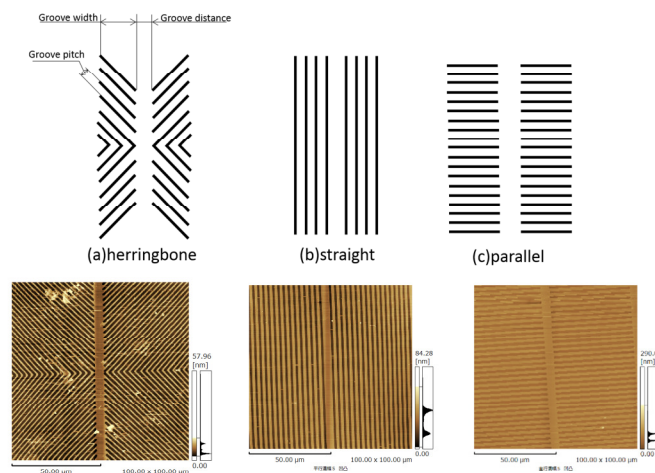 Groove width
Groove distance
Groove pitch
(a)herringbone
(b)straight
(c)parallel
57.96
[nm]
0.00
50.00 µm
100.00 x 100.00 µm
84.28
[nm]
0.00
50.00 µm
100.00 x 100.00 µm
290.0
[nm]
0.00
50.00 µm
100.00 x 100.00 µm